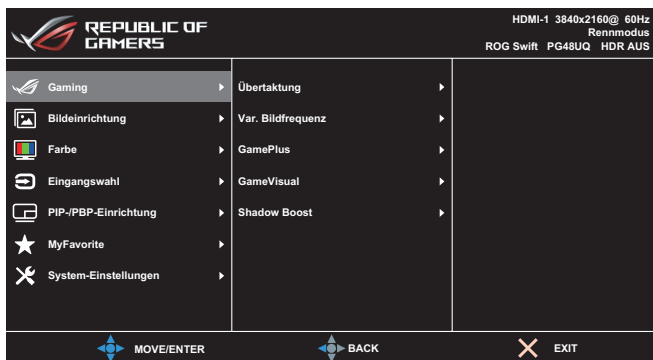 REPUBLIC OF
GAMERS
HDMI-1 3840x2160@ 60Hz
Rennmodus
ROG Swift PG48UQ HDR AUS
Gaming
Bildeinrichtung
Farbe
Eingangswahl
PIP-/PBP-Einrichtung
MyFavorite
System-Einstellungen
Übertaktung
Var. Bildfrequenz
GamePlus
GameVisual
Shadow Boost
MOVE/ENTER
BACK
EXIT